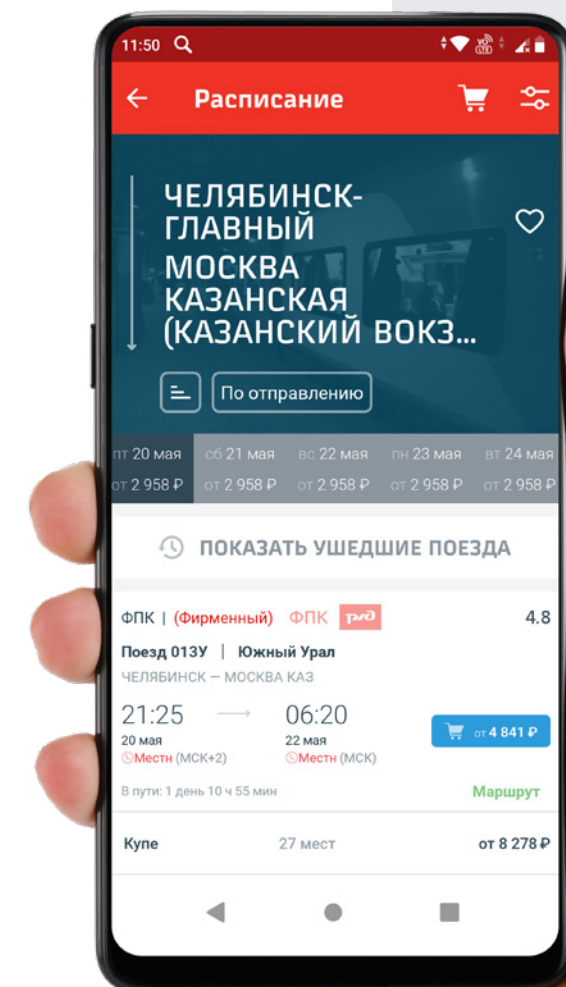 11:50
Расписание
ЧЕЛЯБИНСК-
ГЛАВНЫЙ
МОСКВА
КАЗАНСКАЯ
(КАЗАНСКИЙ ВОКЗ...
По отправлению
пт 20 мая сб 21 мая вс 22 мая пн 23 мая вт 24 мая
от 2 958 ₽ от 2 958 ₽ от 2 958 ₽ от 2 958 ₽ от 2 958 ₽
ПОКАЗАТЬ УШЕДШИЕ ПОЕЗДА
ФПК | (Фирменный) ФПК ржд 4.8
Поезд 013У | Южный Урал
ЧЕЛЯБИНСК — МОСКВА КАЗ
21:25 06:20
20 мая 22 мая от 4 841 ₽
Местн (МСК+2) Местн (МСК)
В пути: 1 день 10 ч 55 мин Маршрут
Купе 27 мест от 8 278 ₽